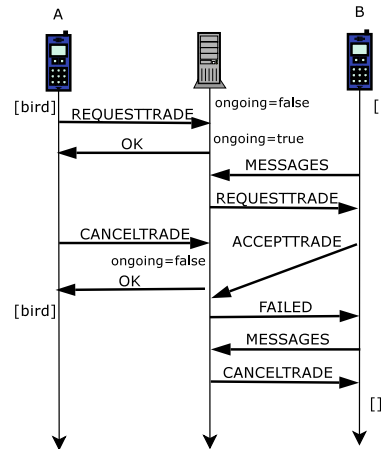 A
B
[bird]
ongoing=false
[
REQUESTTRADE
OK
ongoing=true
MESSAGES
REQUESTTRADE
CANCELTRADE
ACCEPTTRADE
ongoing=false
OK
[bird]
FAILED
MESSAGES
CANCELTRADE
[]